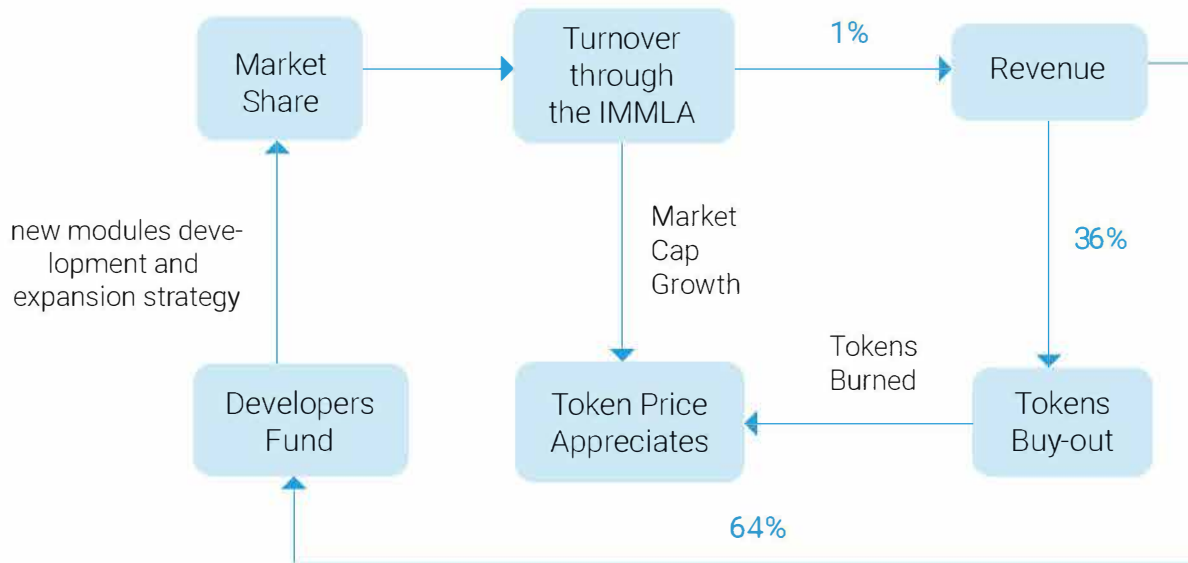 Market
Share
Turnover
through
the IMMLA
1%
Revenue
new modules deve-
lopment and
expansion strategy
Market
Cap
Growth
36%
Developers
Fund
Token Price
Appreciates
Tokens
Burned
Tokens
Buy-out
64%